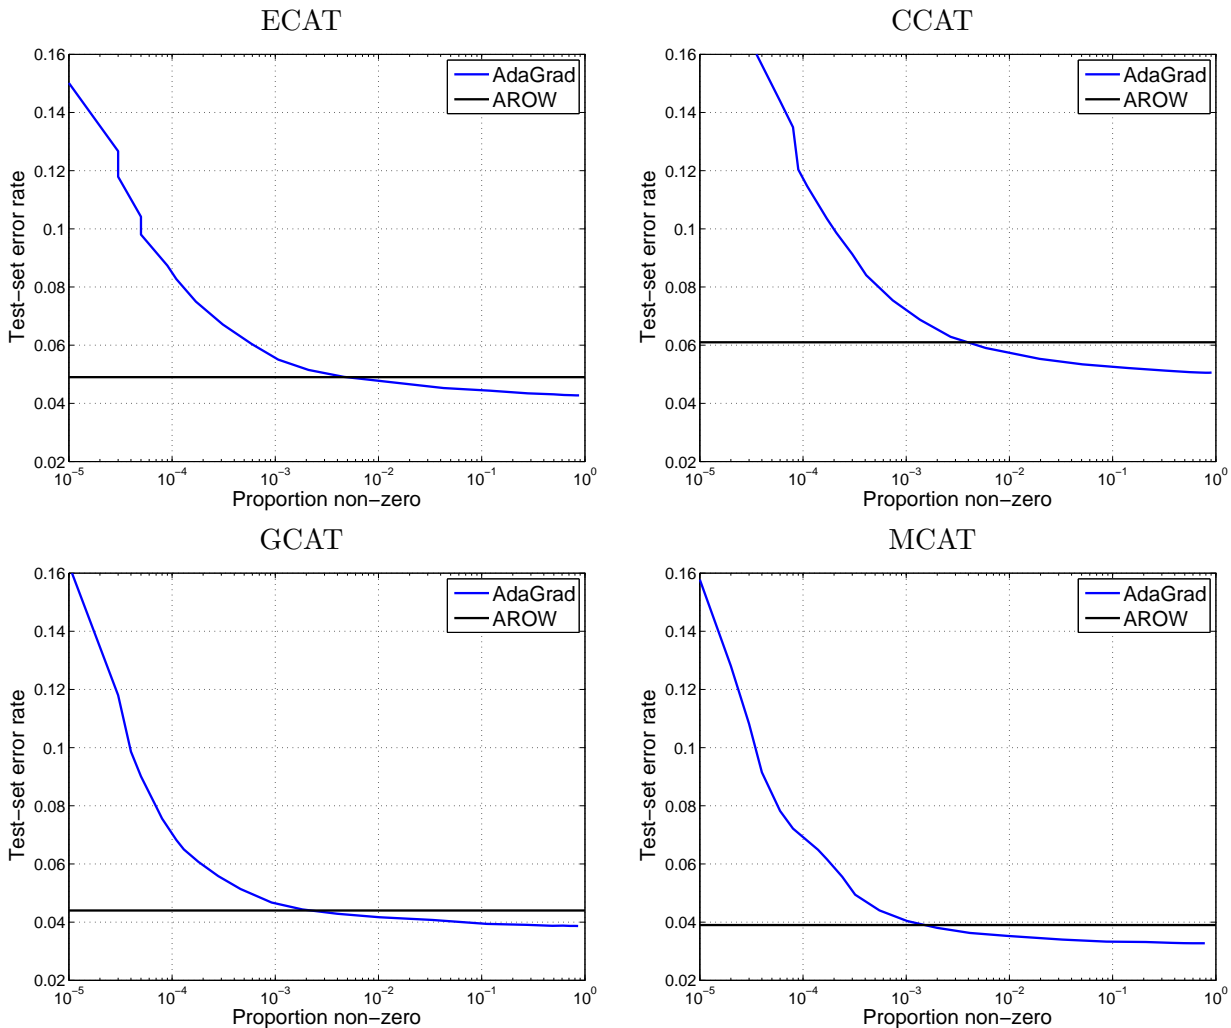 ECAT
0.16
0.14
0.12
0.1
0.08
0.06
0.04
0.02
Test-set error rate
10^-5 10^-4 10^-3 10^-2 10^-1 10^0
Proportion non-zero
AdaGrad
AROW
CCAT
0.16
0.14
0.12
0.1
0.08
0.06
0.04
0.02
Test-set error rate
10^-5 10^-4 10^-3 10^-2 10^-1 10^0
Proportion non-zero
AdaGrad
AROW
GCAT
0.16
0.14
0.12
0.1
0.08
0.06
0.04
0.02
Test-set error rate
10^-5 10^-4 10^-3 10^-2 10^-1 10^0
Proportion non-zero
AdaGrad
AROW
MCAT
0.16
0.14
0.12
0.1
0.08
0.06
0.04
0.02
Test-set error rate
10^-5 10^-4 10^-3 10^-2 10^-1 10^0
Proportion non-zero
AdaGrad
AROW